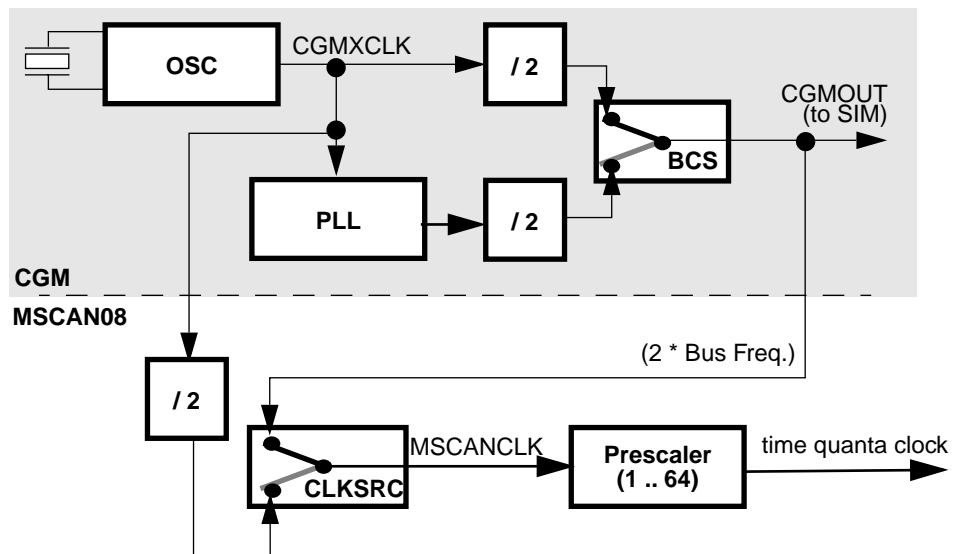 OSC
CGMXCLK
/ 2
CGMOUT
(to SIM)
BCS
PLL
/ 2
CGM
MSCAN08
(2 * Bus Freq.)
/ 2
MSCANCLK
CLKSRC
Prescaler
(1 .. 64)
time quanta clock